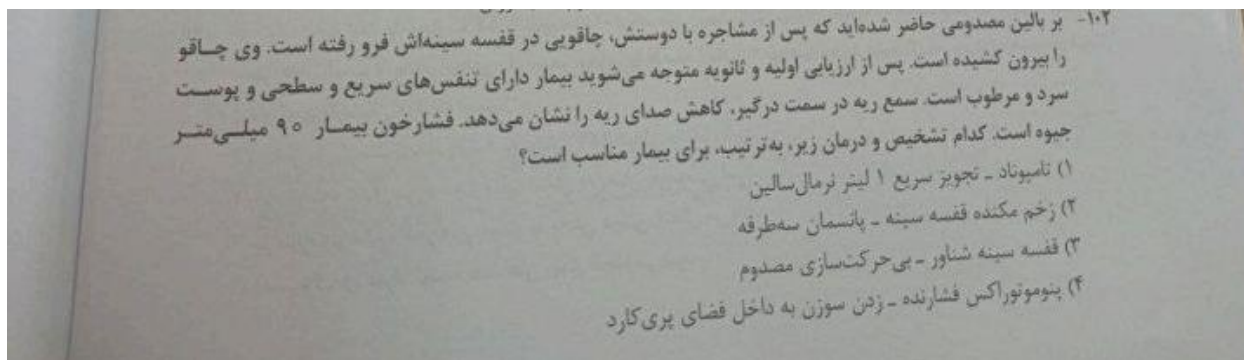 ۱۰۲- بر بالین مصدومی حاضر شده‌اید که پس از مشاجره با دوستش، چاقویی در قفسه سینه‌اش فرو رفته است. وی چـاقو
را بیرون کشیده است. پس از ارزیابی اولیه و ثانویه متوجه می‌شوید بیمار دارای تنفس‌های سریع و سطحی و پوسـت
سرد و مرطوب است. سمع ریه در سمت درگیر، کاهش صدای ریه را نشان می‌دهد. فشارخون بیمـار ۹۰ میلـی‌متـر
جیوه است. کدام تشخیص و درمان زیر، به‌ترتیب، برای بیمار مناسب است؟
۱) تامپوناد ـ تجویز سریع ۱ لیتر نرمال‌سالین
۲) زخم مکنده قفسه سینه ـ پانسمان سه‌طرفه
۳) قفسه سینه شناور ـ بی‌حرکت‌سازی مصدوم
۴) پنوموتوراکس فشارنده ـ زدن سوزن به داخل فضای پری‌کارد